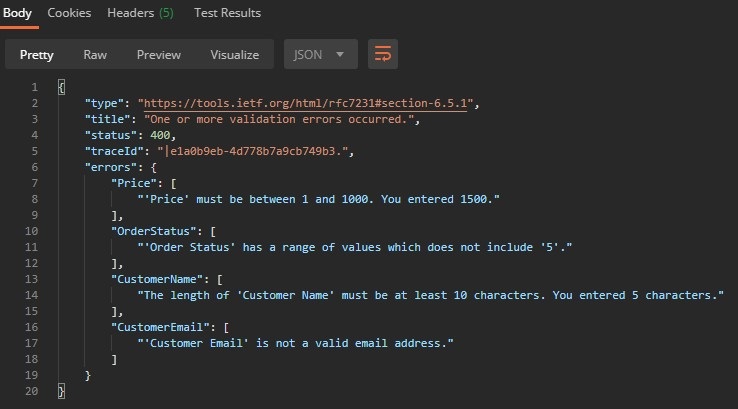 Body Cookies Headers (5) Test Results
Pretty Raw Preview Visualize JSON
1 {
2 "type": "https://tools.ietf.org/html/rfc7231#section-6.5.1",
3 "title": "One or more validation errors occurred.",
4 "status": 400,
5 "traceId": "|e1a0b9eb-4d778b7a9cb749b3.",
6 "errors": {
7 "Price": [
8 "'Price' must be between 1 and 1000. You entered 1500."
9 ],
10 "OrderStatus": [
11 "'Order Status' has a range of values which does not include '5'."
12 ],
13 "CustomerName": [
14 "The length of 'Customer Name' must be at least 10 characters. You entered 5 characters."
15 ],
16 "CustomerEmail": [
17 "'Customer Email' is not a valid email address."
18 ]
19 }
20 }